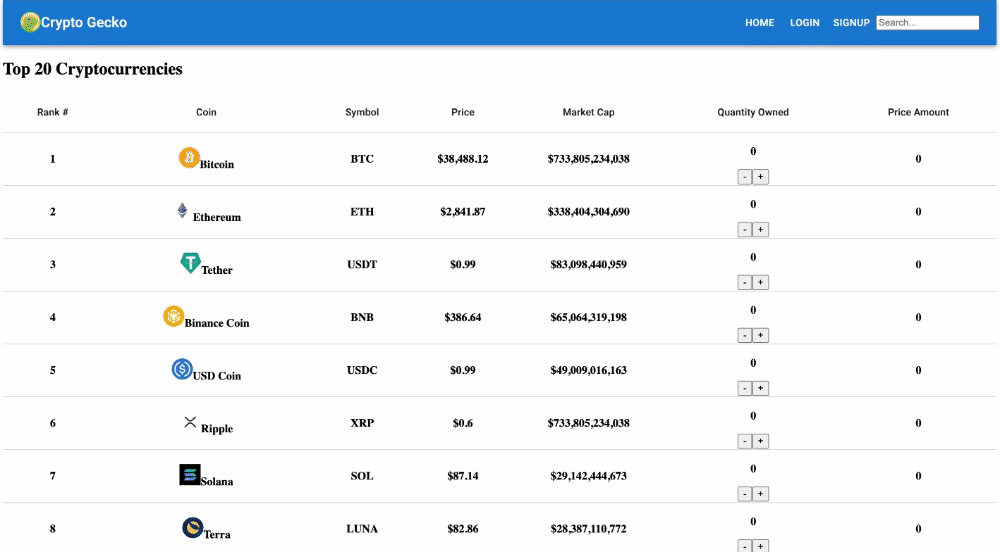 Crypto Gecko HOME LOGIN SIGNUP Search...
Top 20 Cryptocurrencies
Rank # Coin Symbol Price Market Cap Quantity Owned Price Amount
1 Bitcoin BTC $38,488.12 $733,805,234,038 0 0
- +
2 Ethereum ETH $2,841.87 $338,404,304,690 0 0
- +
3 Tether USDT $0.99 $83,098,440,959 0 0
- +
4 Binance Coin BNB $386.64 $65,064,319,198 0 0
- +
5 USD Coin USDC $0.99 $49,009,016,163 0 0
- +
6 Ripple XRP $0.6 $733,805,234,038 0 0
- +
7 Solana SOL $87.14 $29,142,444,673 0 0
- +
8 Terra LUNA $82.86 $28,387,110,772 0 0
- +